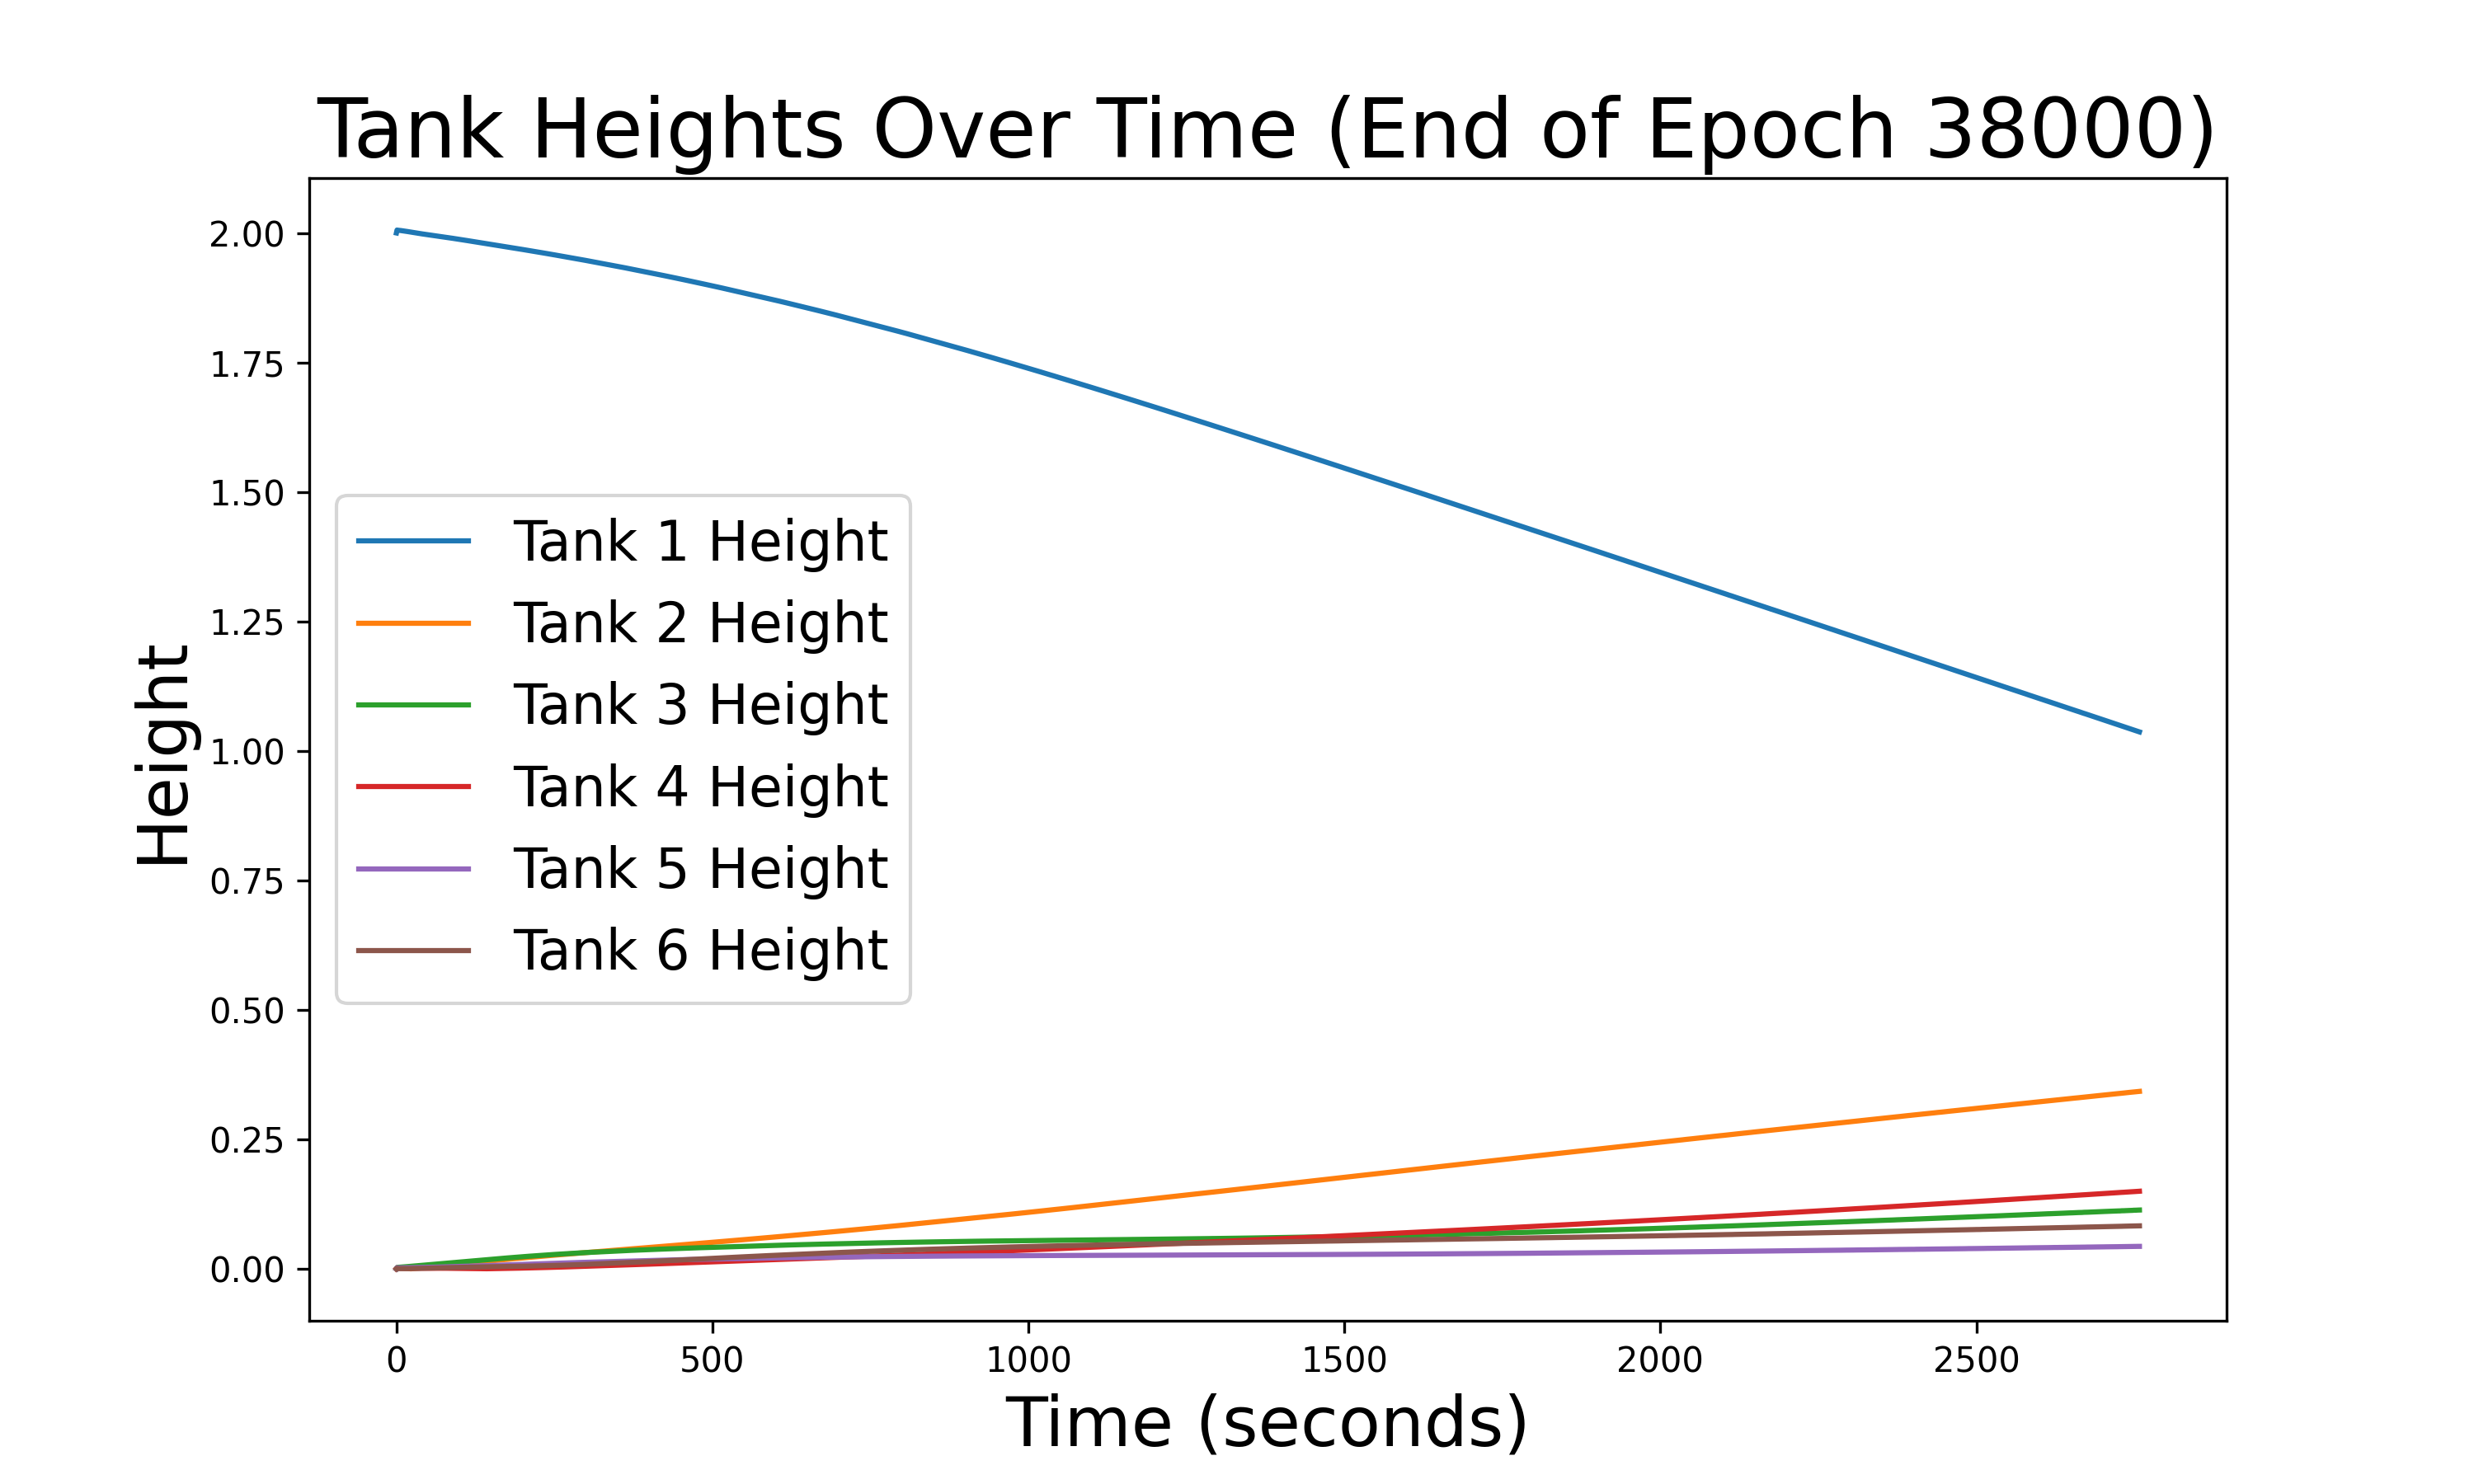 Tank Heights Over Time (End of Epoch 38000)
Height
2.00
1.75
1.50
1.25
1.00
0.75
0.50
0.25
0.00
Tank 1 Height
Tank 2 Height
Tank 3 Height
Tank 4 Height
Tank 5 Height
Tank 6 Height
0 500 1000 1500 2000 2500
Time (seconds)